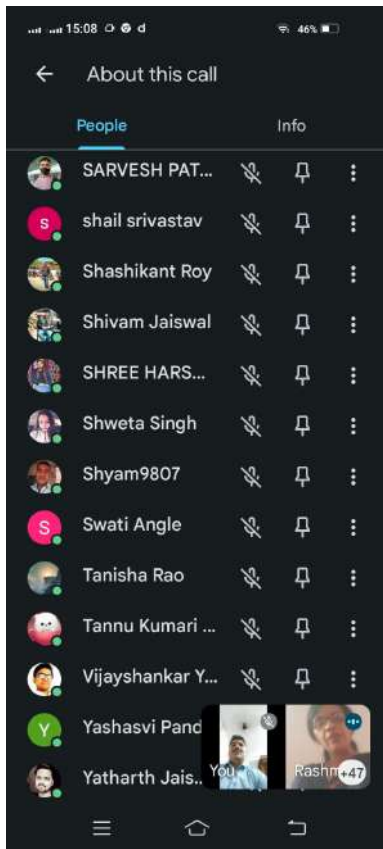 15:08 d 46%
About this call
People Info
SARVESH PAT...
s shail srivastav
Shashikant Roy
Shivam Jaiswal
SHREE HARS...
Shweta Singh
Shyam9807
S Swati Angle
Tanisha Rao
Tannu Kumari ...
Vijayshankar Y...
Y Yashasvi Pand
Yatharth Jais..
You Rashm +47